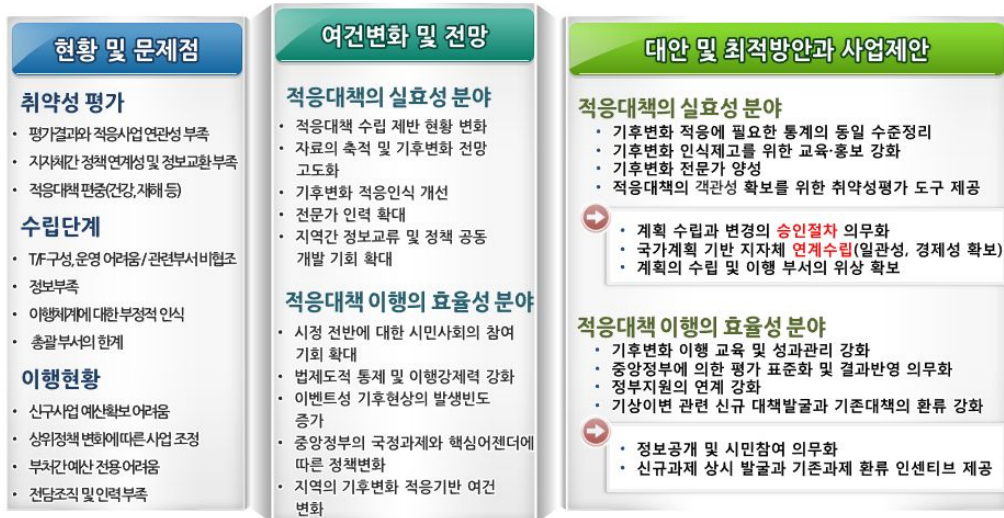 현황 및 문제점
취약성 평가
• 평가결과와 적응사업 연관성 부족
• 지자체간 정책 연계성 및 정보교환 부족
• 적응대책 편중(건강, 재해 등)
수립단계
• T/F구성, 운영 어려움 / 관련부서 비협조
• 정보부족
• 이행체계에 대한 부정적 인식
• 총괄 부서의 한계
이행현황
• 신구사업 예산확보 어려움
• 상위정책 변화에 따른 사업 조정
• 부처간 예산 전용 어려움
• 전담조직 및 인력 부족
여건변화 및 전망
적응대책의 실효성 분야
• 적응대책 수립 제반 현황 변화
• 자료의 축적 및 기후변화 전망
고도화
• 기후변화 적응인식 개선
• 전문가 인력 확대
• 지역간 정보교류 및 정책 공동
개발 기회 확대
적응대책 이행의 효율성 분야
• 시정 전반에 대한 시민사회의 참여
기회 확대
• 법제도적 통제 및 이행강제력 강화
• 이벤트성 기후현상의 발생빈도
증가
• 중앙정부의 국정과제와 핵심어젠더에
따른 정책변화
• 지역의 기후변화 적응기반 여건
변화
대안 및 최적방안과 사업제안
적응대책의 실효성 분야
• 기후변화 적응에 필요한 통계의 동일 수준정리
• 기후변화 인식제고를 위한 교육·홍보 강화
• 기후변화 전문가 양성
• 적응대책의 객관성 확보를 위한 취약성평가 도구 제공
• 계획 수립과 변경의 승인절차 의무화
• 국가계획 기반 지자체 연계수립(일관성, 경제성 확보)
• 계획의 수립 및 이행 부서의 위상 확보
적응대책 이행의 효율성 분야
• 기후변화 이행 교육 및 성과관리 강화
• 중앙정부에 의한 평가 표준화 및 결과반영 의무화
• 정부지원의 연계 강화
• 기상이변 관련 신규 대책발굴과 기존대책의 환류 강화
• 정보공개 및 시민참여 의무화
• 신규과제 상시 발굴과 기존과제 환류 인센티브 제공